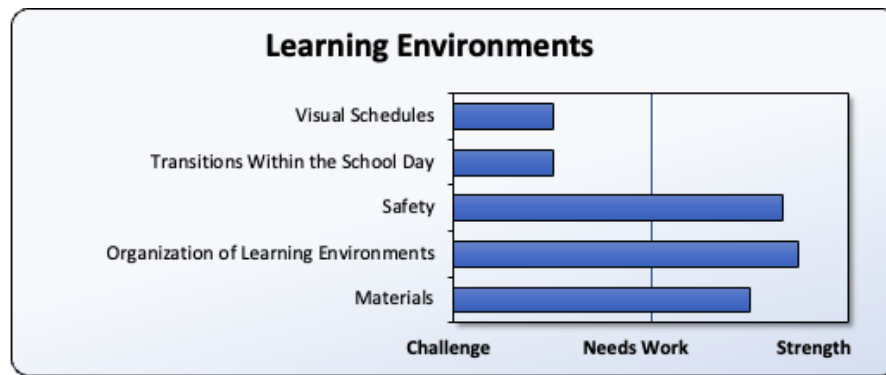 Learning Environments
Visual Schedules
Transitions Within the School Day
Safety
Organization of Learning Environments
Materials
Challenge Needs Work Strength